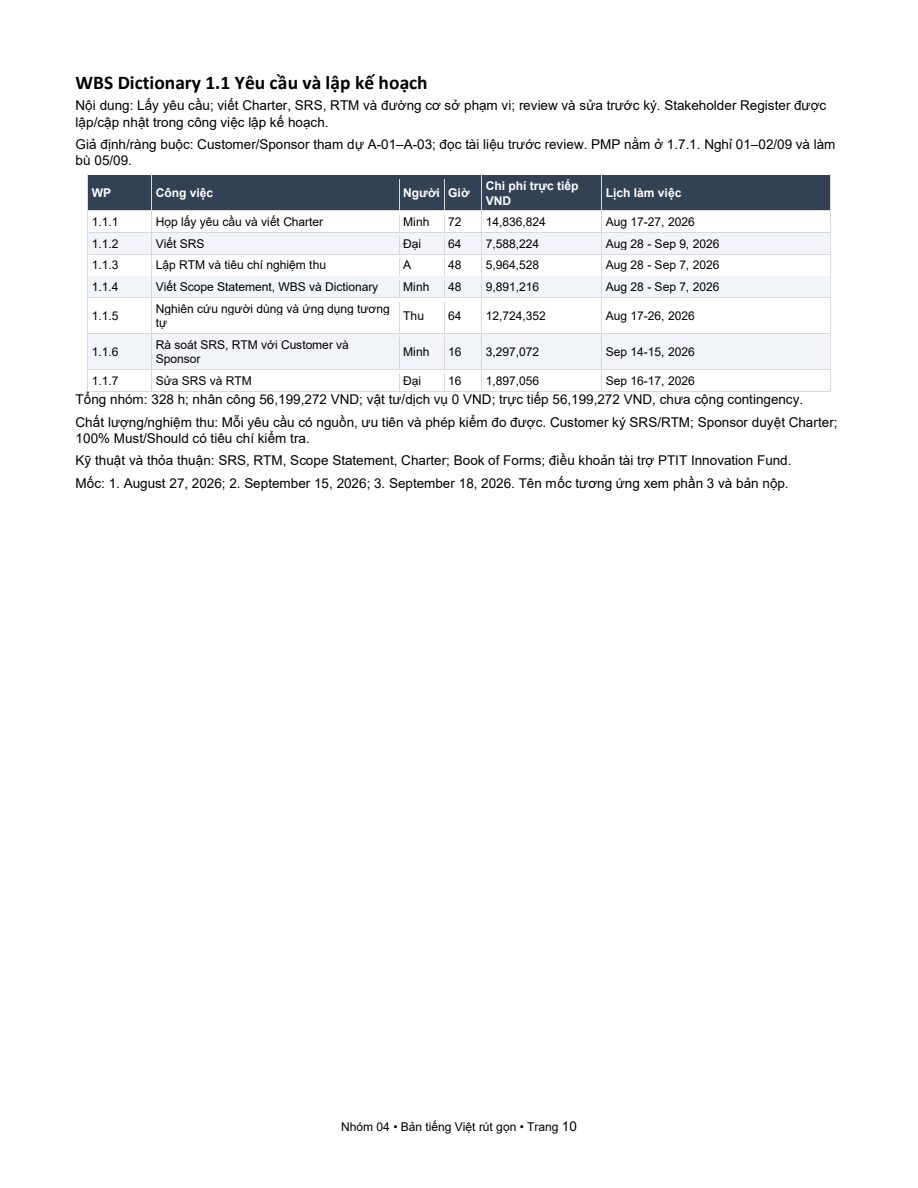 WBS Dictionary 1.1 Yêu cầu và lập kế hoạch
Nội dung: Lấy yêu cầu; viết Charter, SRS, RTM và đường cơ sở phạm vi; review và sửa trước ký. Stakeholder Register được
lập/cập nhật trong công việc lập kế hoạch.
Giả định/ràng buộc: Customer/Sponsor tham dự A-01–A-03; đọc tài liệu trước review. PMP nằm ở 1.7.1. Nghỉ 01–02/09 và làm
bù 05/09.
WP Công việc Người Giờ Chi phí trực tiếp VND Lịch làm việc
1.1.1 Họp lấy yêu cầu và viết Charter Minh 72 14,836,824 Aug 17-27, 2026
1.1.2 Viết SRS Đại 64 7,588,224 Aug 28 - Sep 9, 2026
1.1.3 Lập RTM và tiêu chí nghiệm thu A 48 5,964,528 Aug 28 - Sep 7, 2026
1.1.4 Viết Scope Statement, WBS và Dictionary Minh 48 9,891,216 Aug 28 - Sep 7, 2026
1.1.5 Nghiên cứu người dùng và ứng dụng tương tự Thu 64 12,724,352 Aug 17-26, 2026
1.1.6 Rà soát SRS, RTM với Customer và Sponsor Minh 16 3,297,072 Sep 14-15, 2026
1.1.7 Sửa SRS và RTM Đại 16 1,897,056 Sep 16-17, 2026
Tổng nhóm: 328 h; nhân công 56,199,272 VND; vật tư/dịch vụ 0 VND; trực tiếp 56,199,272 VND, chưa cộng contingency.
Chất lượng/nghiệm thu: Mỗi yêu cầu có nguồn, ưu tiên và phép kiểm đo được. Customer ký SRS/RTM; Sponsor duyệt Charter;
100% Must/Should có tiêu chí kiểm tra.
Kỹ thuật và thỏa thuận: SRS, RTM, Scope Statement, Charter; Book of Forms; điều khoản tài trợ PTIT Innovation Fund.
Mốc: 1. August 27, 2026; 2. September 15, 2026; 3. September 18, 2026. Tên mốc tương ứng xem phần 3 và bản nộp.
Nhóm 04 • Bản tiếng Việt rút gọn • Trang 10